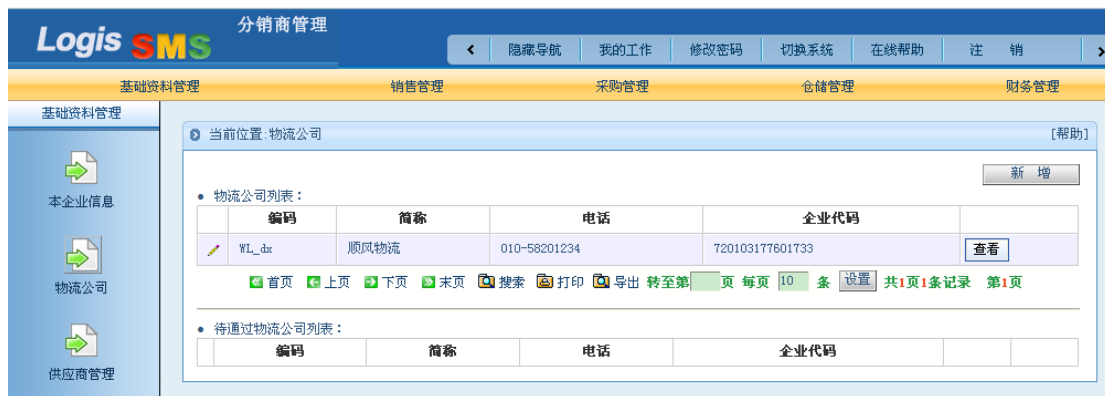 Logis SMS
分销商管理
隐藏导航 我的工作 修改密码 切换系统 在线帮助 注 销
基础资料管理 销售管理 采购管理 仓储管理 财务管理
基础资料管理
当前位置:物流公司 [帮助]
新 增
本企业信息
物流公司列表：
编码 简称 电话 企业代码
WL_dx 顺风物流 010-58201234 720103177601733 查看
首页 上页 下页 末页 搜索 打印 导出 转至第 页 每页 10 条 设置 共1页1条记录 第1页
物流公司
待通过物流公司列表：
编码 简称 电话 企业代码
供应商管理